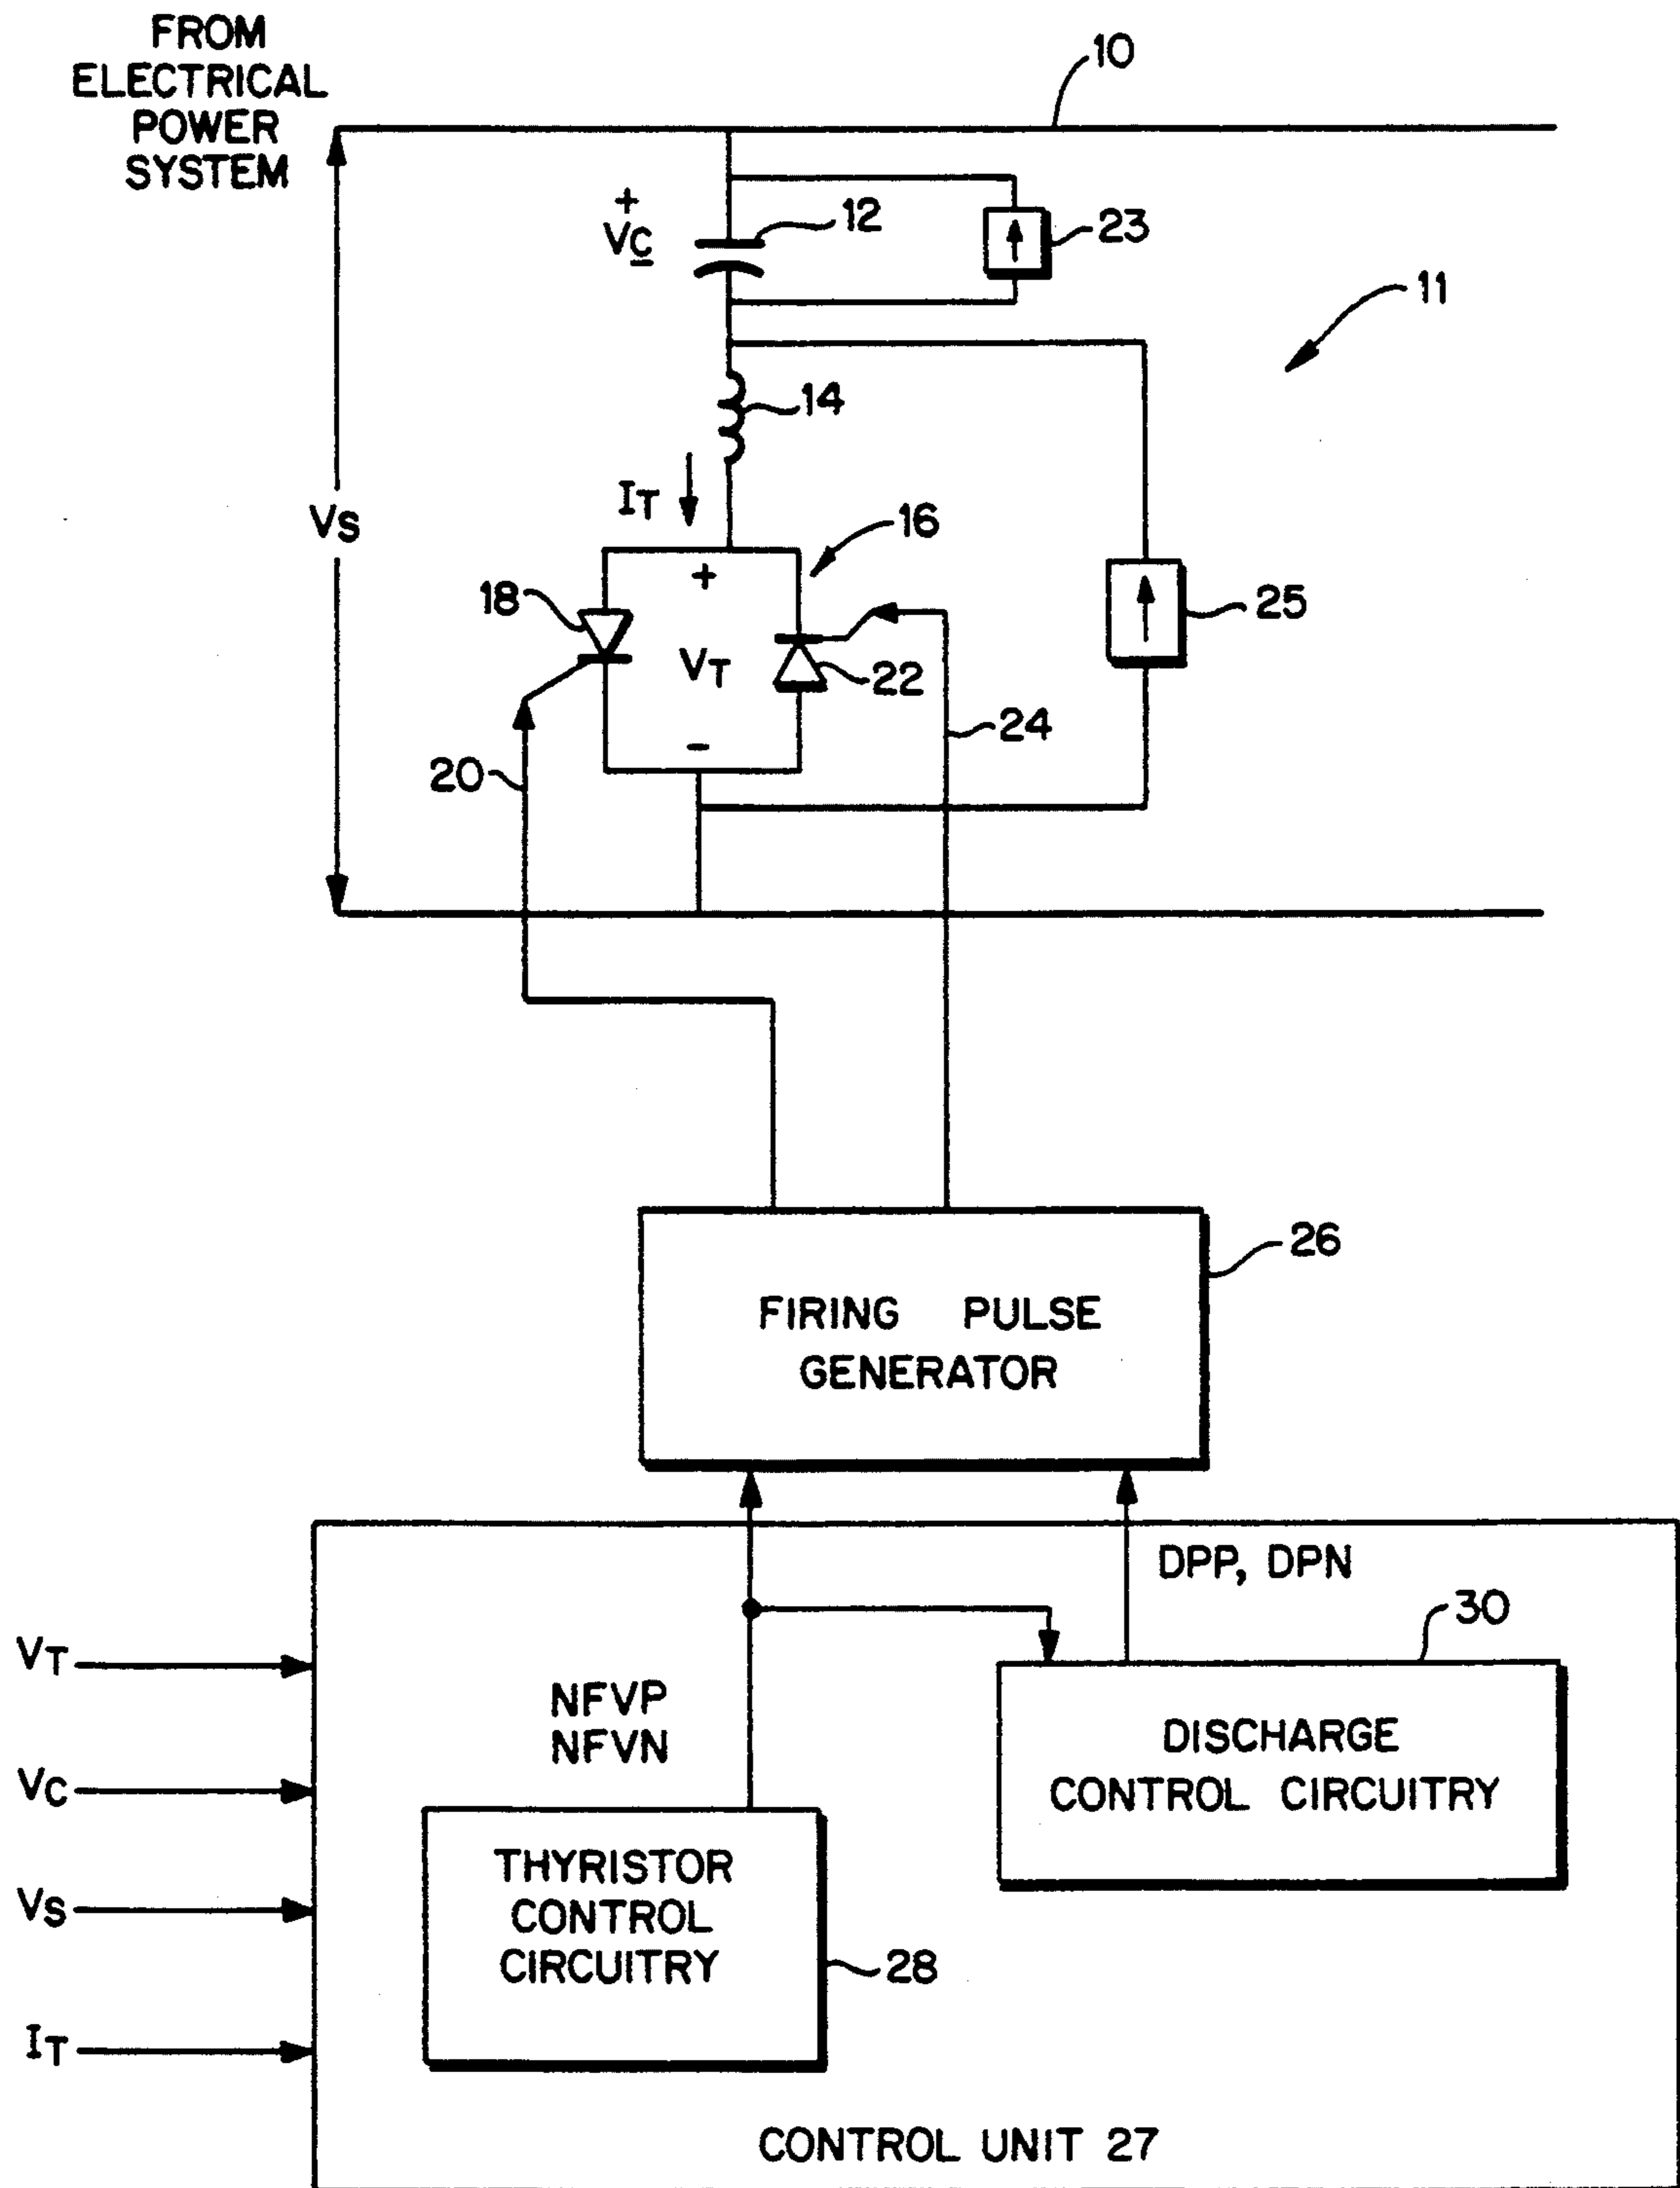 FROM
ELECTRICAL
POWER
SYSTEM
10
+
VC
-
12
23
11
14
IT
VS
16
18
+
VT
-
22
25
24
20
26
FIRING PULSE
GENERATOR
DPP, DPN
30
VT
NFVP
NFVN
DISCHARGE
CONTROL CIRCUITRY
VC
THYRISTOR
CONTROL
CIRCUITRY
VS
28
IT
CONTROL UNIT 27